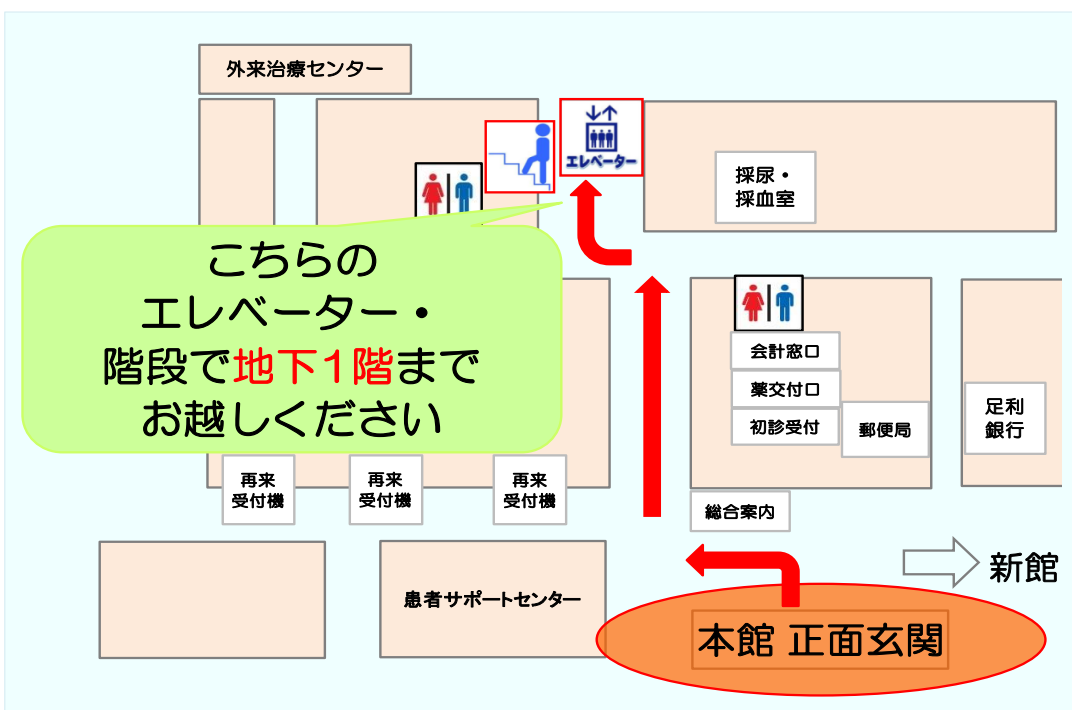 外来治療センター
エレベーター
採尿・
採血室
こちらの
エレベーター・
階段で地下1階まで
お越しください
会計窓口
薬交付口
初診受付
郵便局
足利
銀行
再来
受付機
再来
受付機
再来
受付機
総合案内
新館
患者サポートセンター
本館 正面玄関